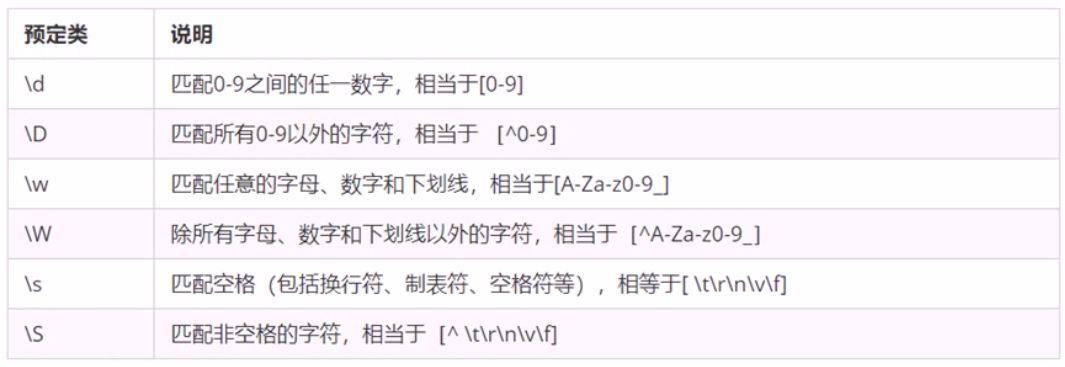 预定类 说明
\d 匹配0-9之间的任一数字，相当于[0-9]
\D 匹配所有0-9以外的字符，相当于 [^0-9]
\w 匹配任意的字母、数字和下划线，相当于[A-Za-z0-9_]
\W 除所有字母、数字和下划线以外的字符，相当于 [^A-Za-z0-9_]
\s 匹配空格（包括换行符、制表符、空格符等），相等于[ \t\r\n\v\f]
\S 匹配非空格的字符，相当于 [^ \t\r\n\v\f]